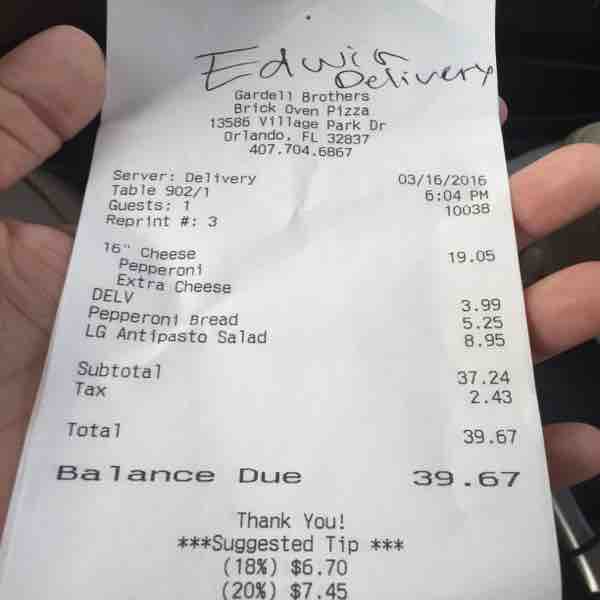 Edwin
Delivery
Gardell Brothers
Brick Oven Pizza
13586 Village Park Dr
Orlando, FL 32837
407.704.6867
Server: Delivery 03/16/2016
Table 902/1 6:04 PM
Guests: 1 10038
Reprint #: 3
16" Cheese 19.05
Pepperoni
Extra Cheese
DELV 3.99
Pepperoni Bread 5.25
LG Antipasto Salad 8.95
Subtotal 37.24
Tax 2.43
Total 39.67
Balance Due 39.67
Thank You!
***Suggested Tip ***
(18%) $6.70
(20%) $7.45